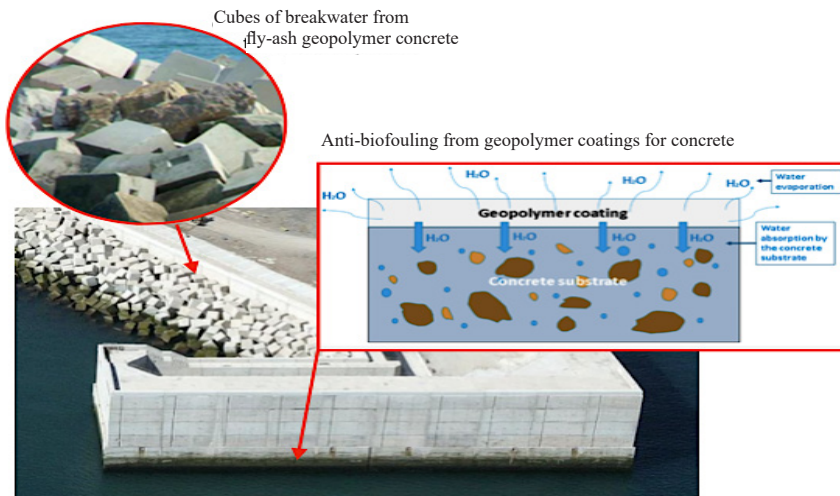 Cubes of breakwater from
fly-ash geopolymer concrete
Anti-biofouling from geopolymer coatings for concrete
H₂O
H₂O
H₂O
H₂O
Water
evaporation
Geopolymer coating
H₂O
H₂O
H₂O
H₂O
Water
absorption by
the concrete
substrate
Concrete substrate